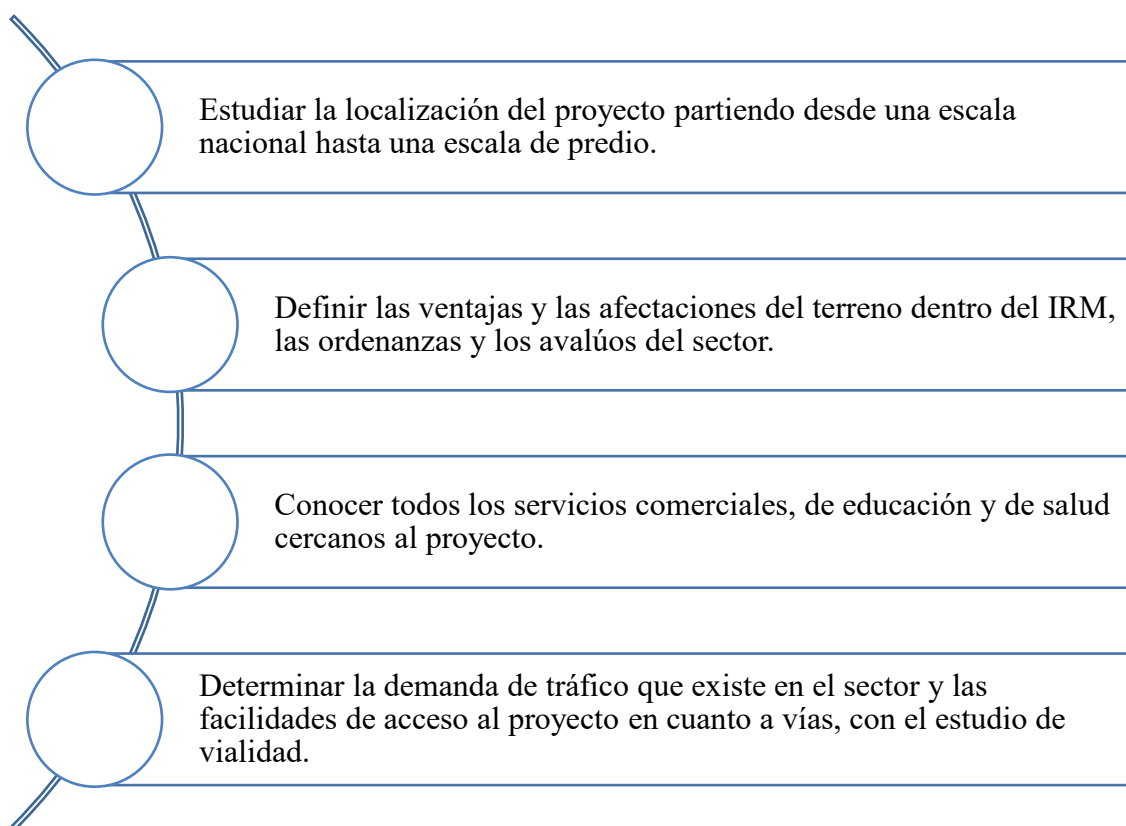 Estudiar la localización del proyecto partiendo desde una escala
nacional hasta una escala de predio.
Definir las ventajas y las afectaciones del terreno dentro del IRM,
las ordenanzas y los avalúos del sector.
Conocer todos los servicios comerciales, de educación y de salud
cercanos al proyecto.
Determinar la demanda de tráfico que existe en el sector y las
facilidades de acceso al proyecto en cuanto a vías, con el estudio de
vialidad.